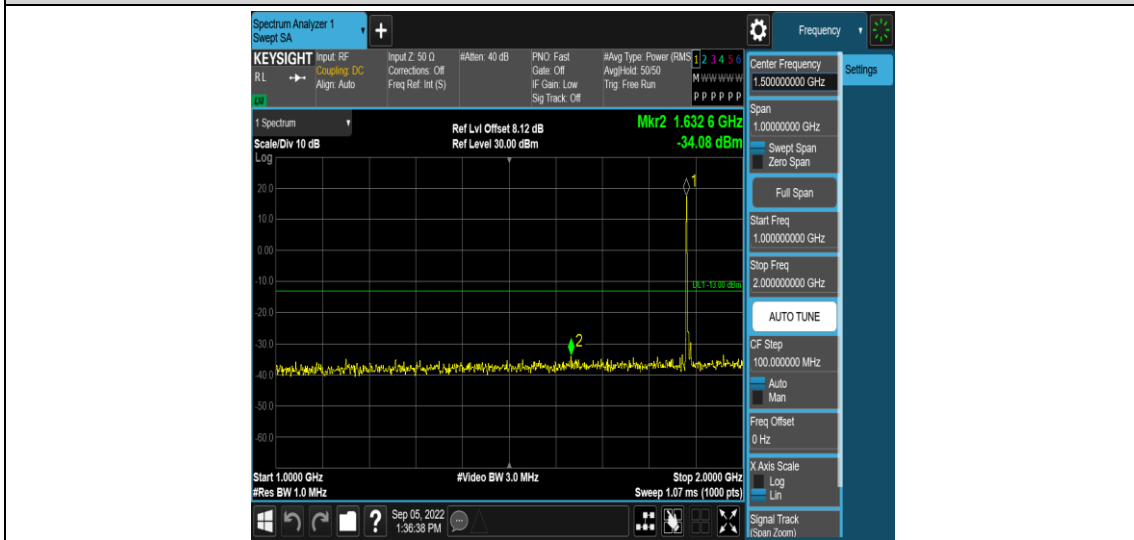 Spectrum Analyzer 1
Swept SA
+
Frequency
KEYSIGHT
RL
LXI
Input: RF
Coupling: DC
Align: Auto
Input Z: 50 Ω
Corrections: Off
Freq Ref: Int (S)
#Atten: 40 dB
PNO: Fast
Gate: Off
IF Gain: Low
Sig Track: Off
#Avg Type: Power (RMS
Avg|Hold: 50/50
Trig: Free Run
1 2 3 4 5 6
M W W W W W
P P P P P P
1 Spectrum
Scale/Div 10 dB
Log
Ref Lvl Offset 8.12 dB
Ref Level 30.00 dBm
Mkr2 1.632 6 GHz
-34.08 dBm
20.0
10.0
0.00
-10.0
-20.0
-30.0
-40.0
-50.0
-60.0
1
DL1 -13.00 dBm
2
Start 1.0000 GHz
#Res BW 1.0 MHz
#Video BW 3.0 MHz
Stop 2.0000 GHz
Sweep 1.07 ms (1000 pts)
Center Frequency
1.50000000 GHz
Settings
Span
1.00000000 GHz
Swept Span
Zero Span
Full Span
Start Freq
1.000000000 GHz
Stop Freq
2.000000000 GHz
AUTO TUNE
CF Step
100.000000 MHz
Auto
Man
Freq Offset
0 Hz
X Axis Scale
Log
Lin
Signal Track
(Span Zoom)
?
Sep 05, 2022
1:36:38 PM